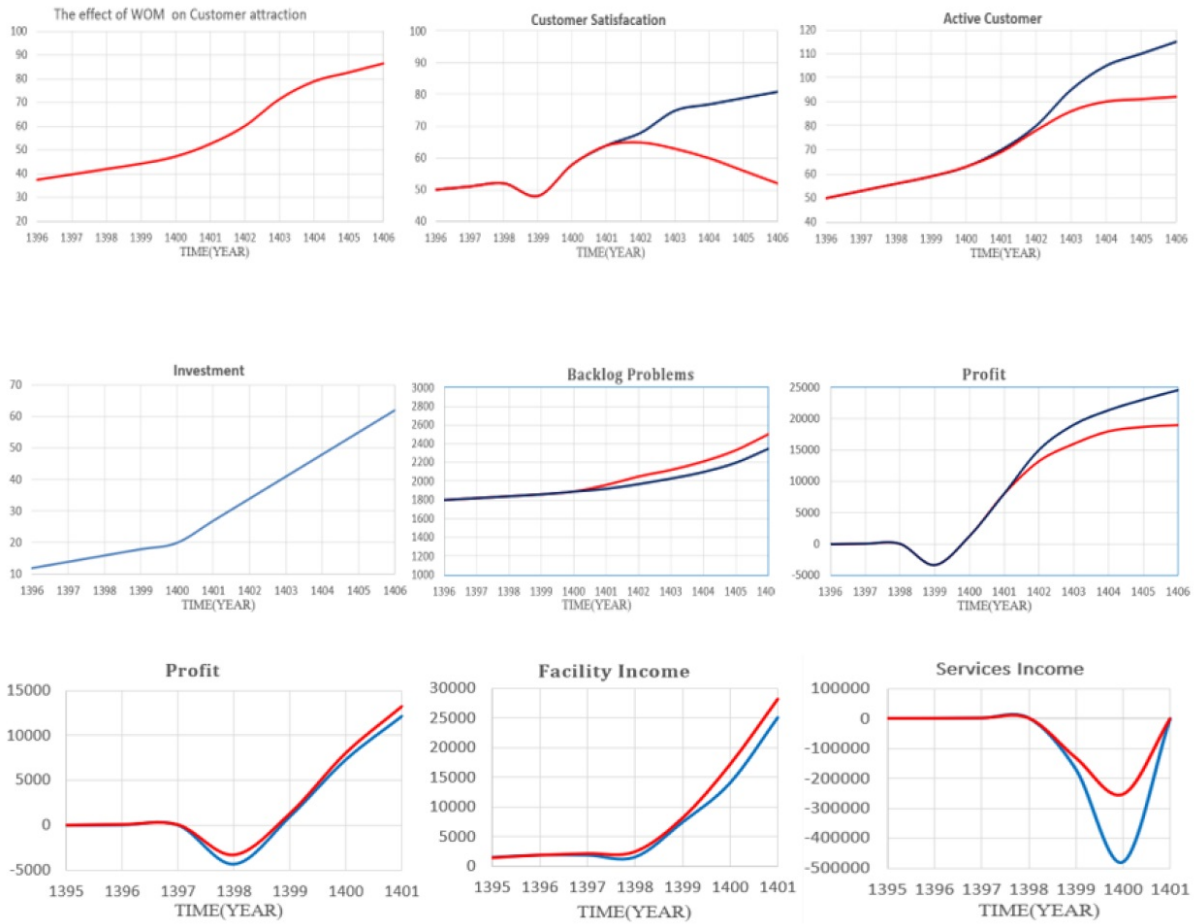 The effect of WOM on Customer attraction
100
90
80
70
60
50
40
30
20
1396 1397 1398 1399 1400 1401 1402 1403 1404 1405 1406
TIME(YEAR)
Customer Satisfacation
100
90
80
70
60
50
40
1396 1397 1398 1399 1400 1401 1402 1403 1404 1405 1406
TIME(YEAR)
Active Customer
120
110
100
90
80
70
60
50
40
1396 1397 1398 1399 1400 1401 1402 1403 1404 1405 1406
TIME(YEAR)
Investment
70
60
50
40
30
20
10
1396 1397 1398 1399 1400 1401 1402 1403 1404 1405 1406
TIME(YEAR)
Backlog Problems
3000
2800
2600
2400
2200
2000
1800
1600
1400
1200
1000
1396 1397 1398 1399 1400 1401 1402 1403 1404 1405 140
TIME(YEAR)
Profit
25000
20000
15000
10000
5000
0
-5000
1396 1397 1398 1399 1400 1401 1402 1403 1404 1405 1406
TIME(YEAR)
Profit
15000
10000
5000
0
-5000
1395 1396 1397 1398 1399 1400 1401
TIME(YEAR)
Facility Income
30000
25000
20000
15000
10000
5000
0
1395 1396 1397 1398 1399 1400 1401
TIME(YEAR)
Services Income
100000
0
-100000
-200000
-300000
-400000
-500000
1395 1396 1397 1398 1399 1400 1401
TIME(YEAR)